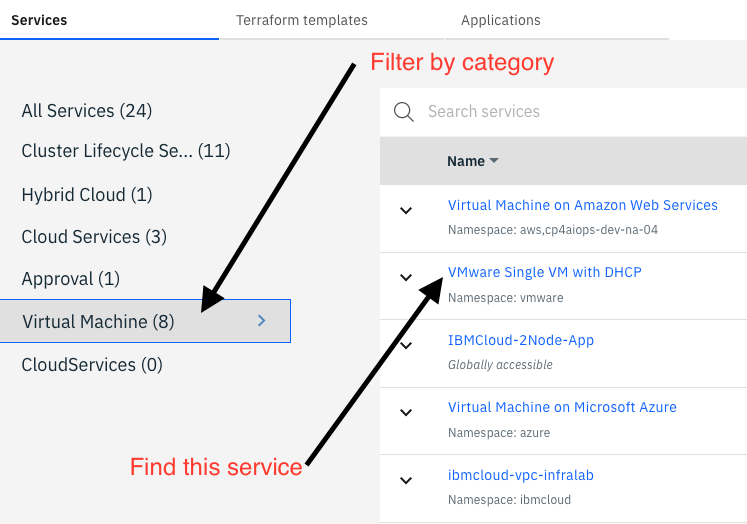 Services
Terraform templates
Applications
Filter by category
All Services (24)
Cluster Lifecycle Se... (11)
Hybrid Cloud (1)
Cloud Services (3)
Approval (1)
Virtual Machine (8)
CloudServices (0)
Find this service
Search services
Name
Virtual Machine on Amazon Web Services
Namespace: aws,cp4aiops-dev-na-04
VMware Single VM with DHCP
Namespace: vmware
IBMCloud-2Node-App
Globally accessible
Virtual Machine on Microsoft Azure
Namespace: azure
ibmcloud-vpc-infralab
Namespace: ibmcloud